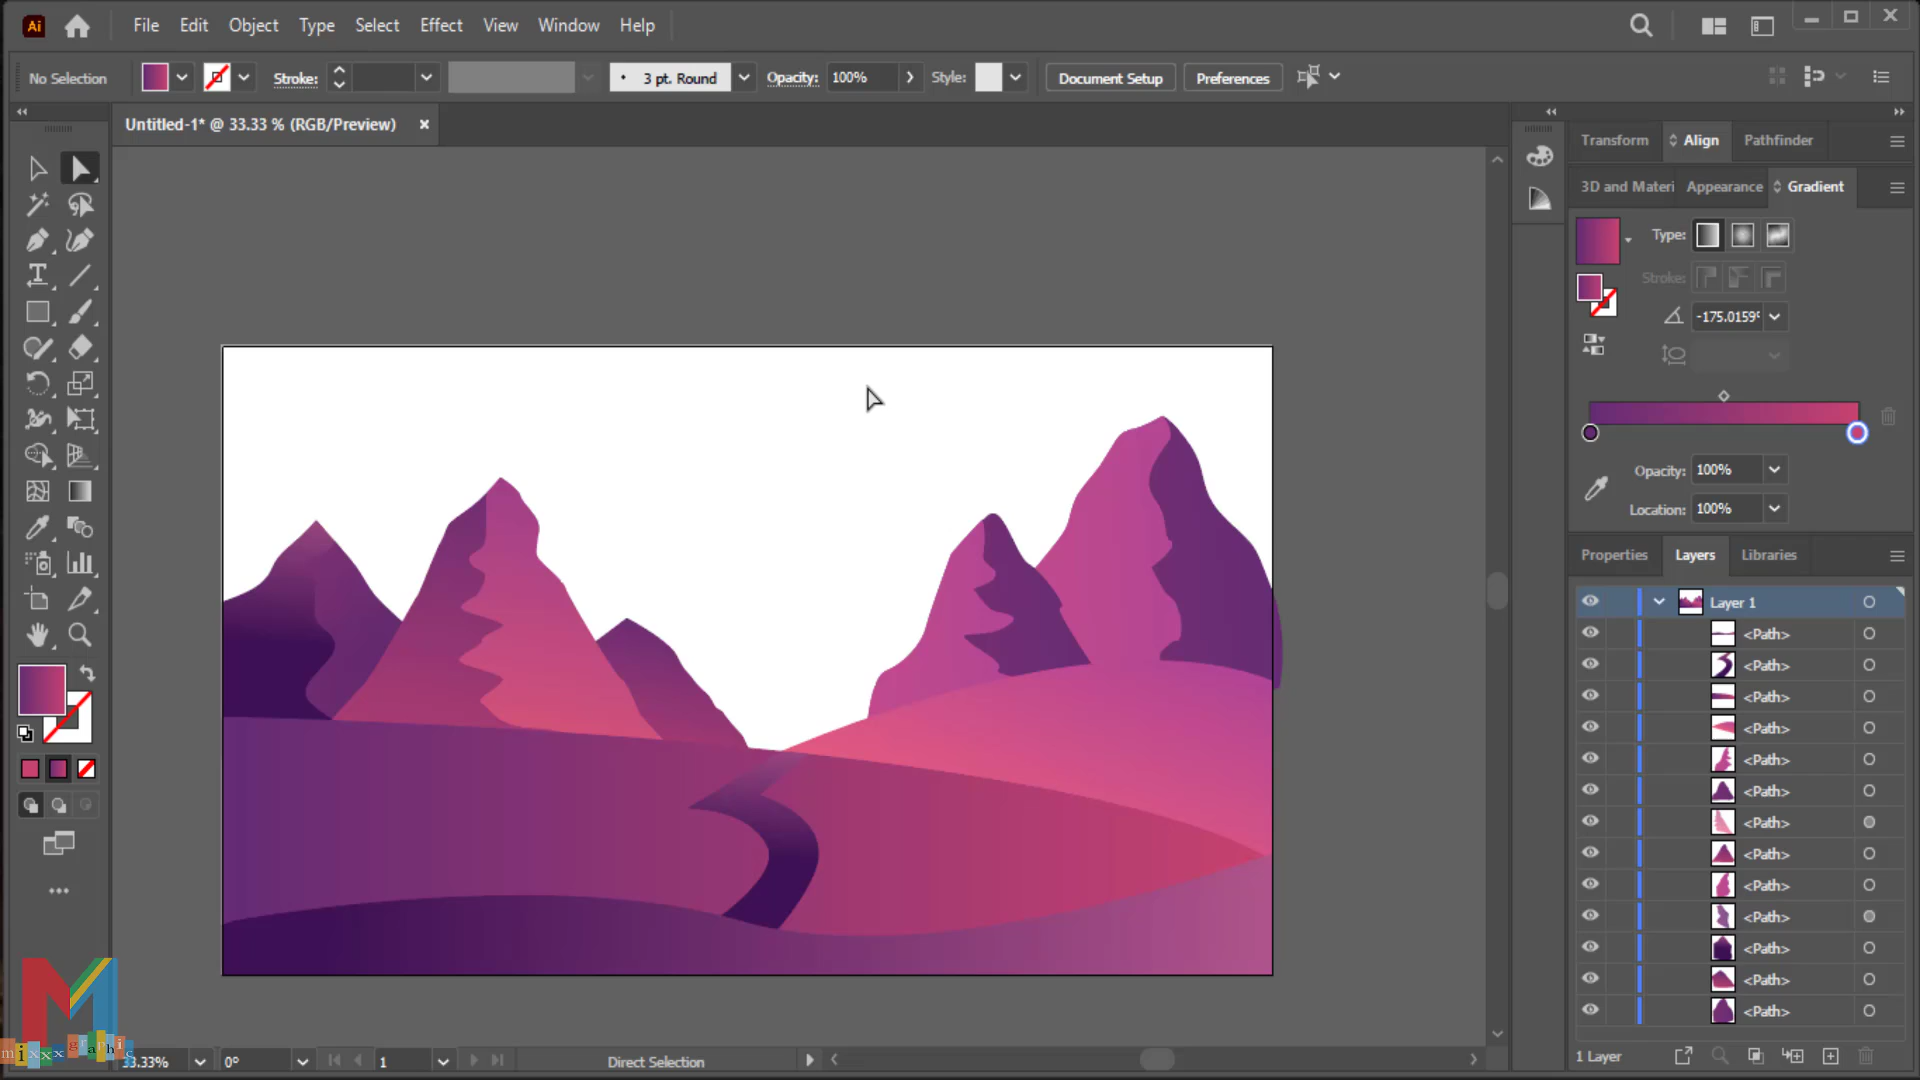 Ai File Edit Object Type Select Effect View Window Help
No Selection Stroke: 3 pt. Round Opacity: 100% Style: Document Setup Preferences
Untitled-1* @ 33.33 % (RGB/Preview)
Transform Align Pathfinder
3D and Materi Appearance Gradient
Type:
Stroke:
-175.0159°
Opacity: 100%
Location: 100%
Properties Layers Libraries
Layer 1
<Path>
<Path>
<Path>
<Path>
<Path>
<Path>
<Path>
<Path>
<Path>
<Path>
<Path>
<Path>
<Path>
1 Layer
33.33% 0° 1 Direct Selection
M
mixxxgraphic